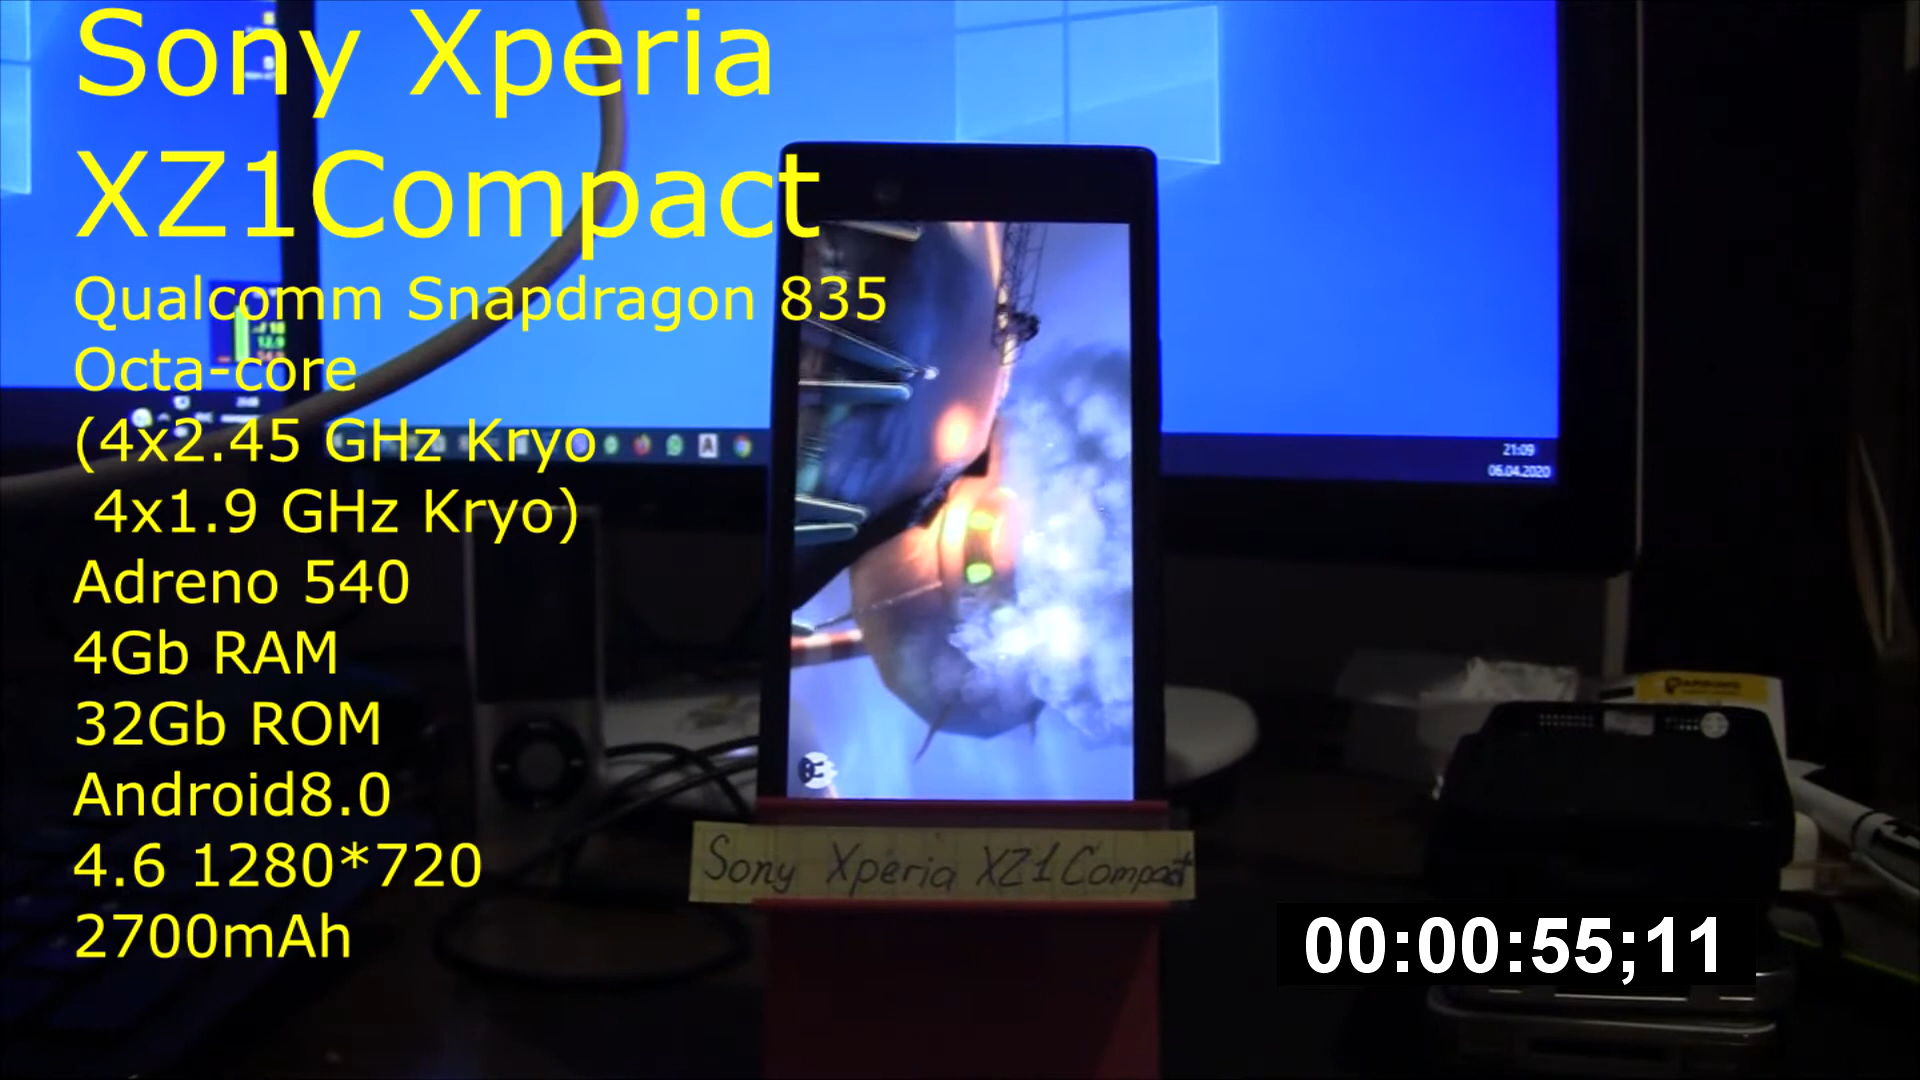 Sony Xperia
XZ1Compact
Qualcomm Snapdragon 835
Octa-core
(4x2.45 GHz Kryo
4x1.9 GHz Kryo)
Adreno 540
4Gb RAM
32Gb ROM
Android8.0
4.6 1280*720
2700mAh
21:09
06.04.2020
Sony Xperia XZ1 Compact
00:00:55;11